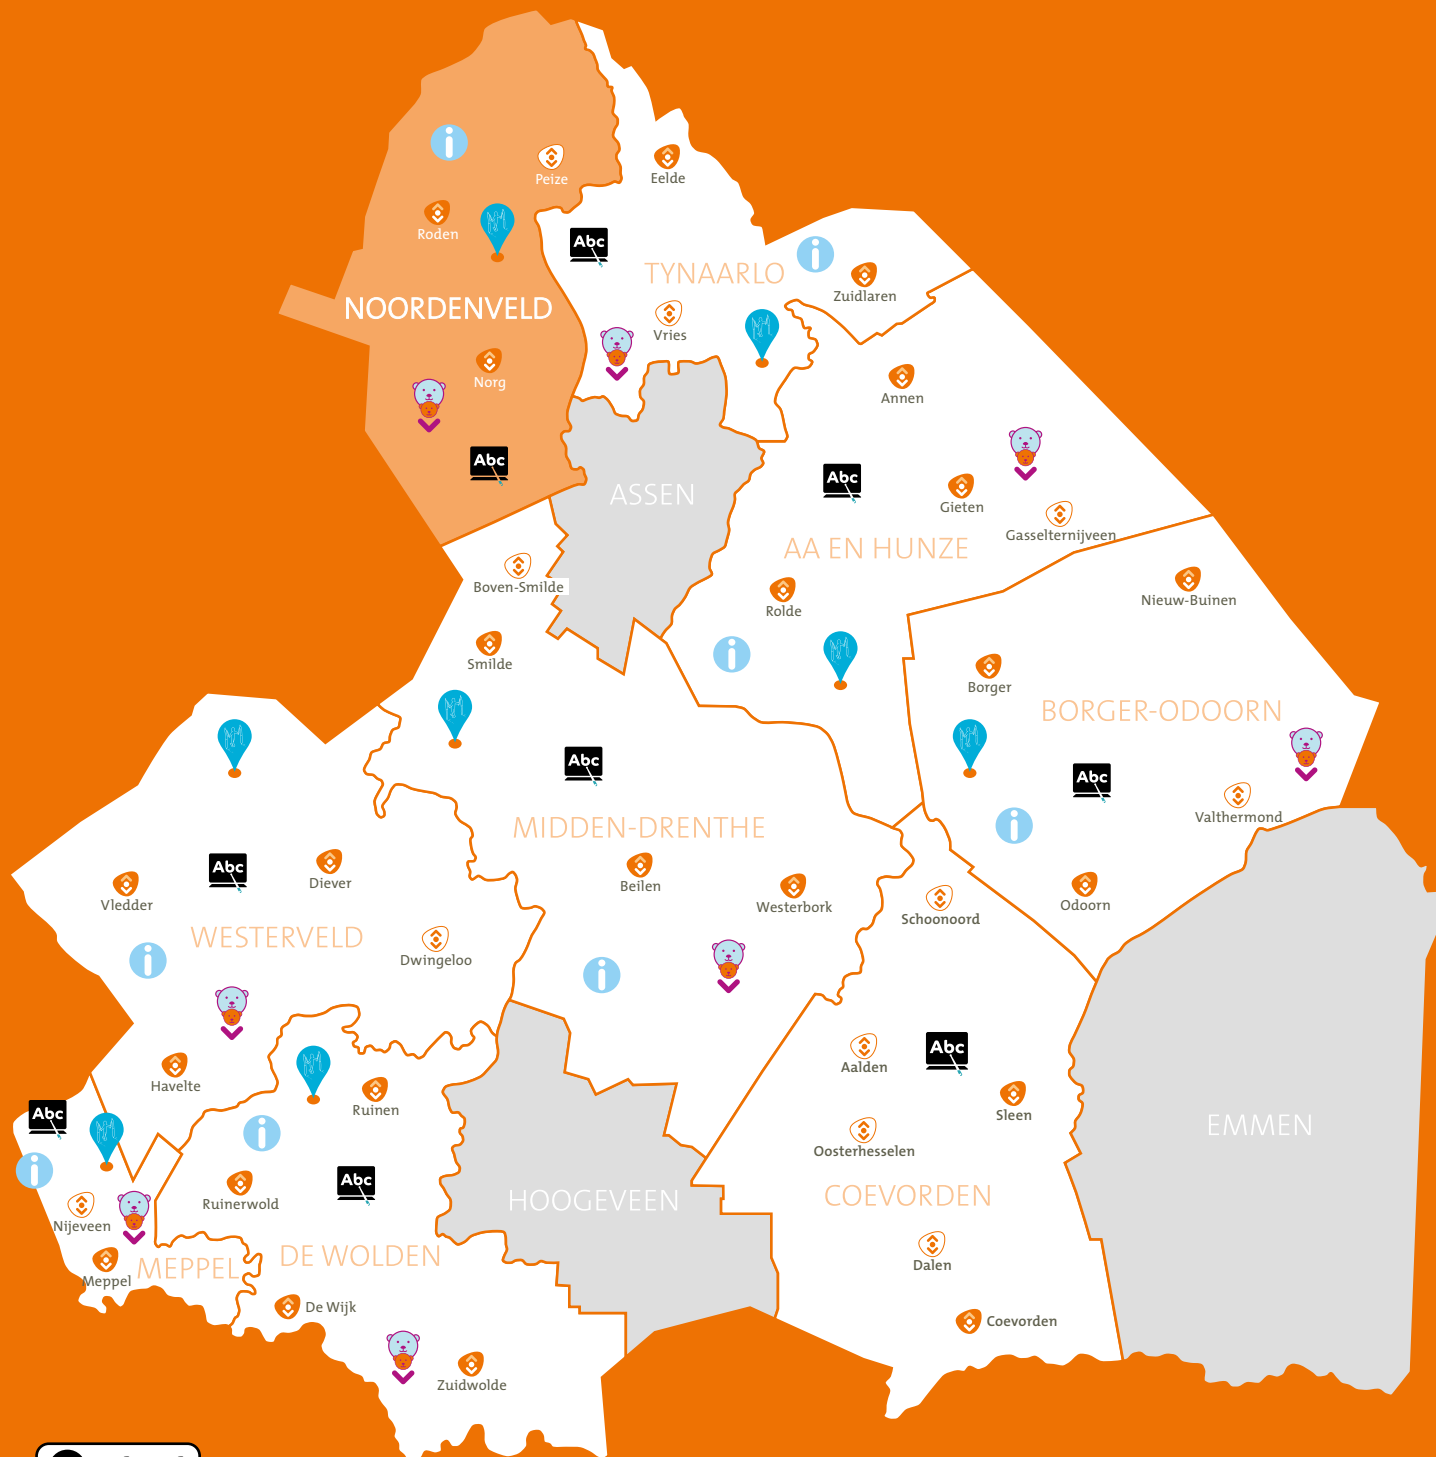 Peize
Eelde
Roden
Abc
TYNAARLO
Zuidlaren
NOORDENVELD
Vries
Norg
Annen
Abc
Abc
ASSEN
Gieten
Gasselternijveen
AA EN HUNZE
Boven-Smilde
Nieuw-Buinen
Rolde
Smilde
Borger
BORGER-ODOORN
Abc
Abc
Valthermond
MIDDEN-DRENTHE
Abc
Diever
Beilen
Vledder
Westerbork
Odoorn
Schoonoord
WESTERVELD
Dwingeloo
Abc
Aalden
Havelte
Ruinen
Sleen
Abc
EMMEN
Oosterhesselen
Abc
Ruinerwold
HOOGEVEEN
COEVORDEN
Nijeveen
DE WOLDEN
MEPPEL
Meppel
Dalen
De Wijk
Coevorden
Zuidwolde